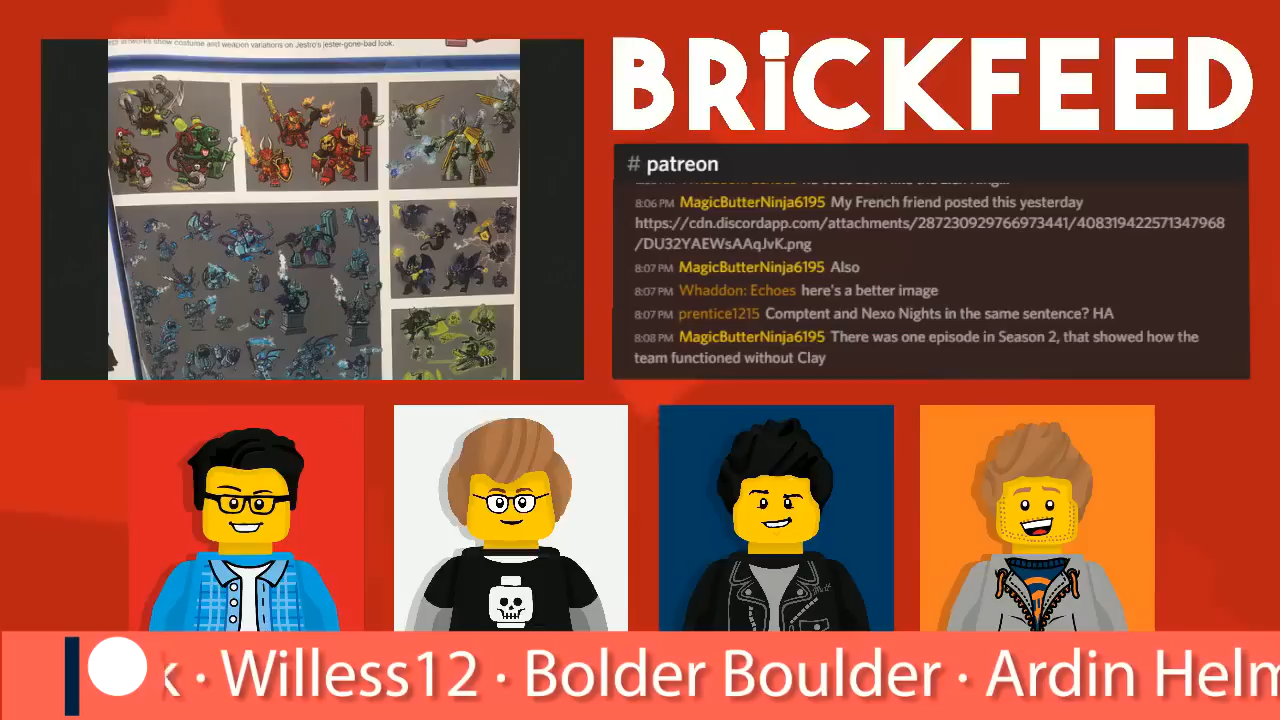 artworks show costume and weapon variations on Jestro's jester-gone-bad look.
BRiCKFEED
# patreon
8:06 PM MagicButterNinja6195 My French friend posted this yesterday
https://cdn.discordapp.com/attachments/287230929766973441/408319422571347968
/DU32YAEWsAAqJvK.png
8:07 PM MagicButterNinja6195 Also
8:07 PM Whaddon: Echoes here's a better image
8:07 PM prentice1215 Comptent and Nexo Nights in the same sentence? HA
8:08 PM MagicButterNinja6195 There was one episode in Season 2, that showed how the
team functioned without Clay
k · Willess12 · Bolder Boulder · Ardin Helm